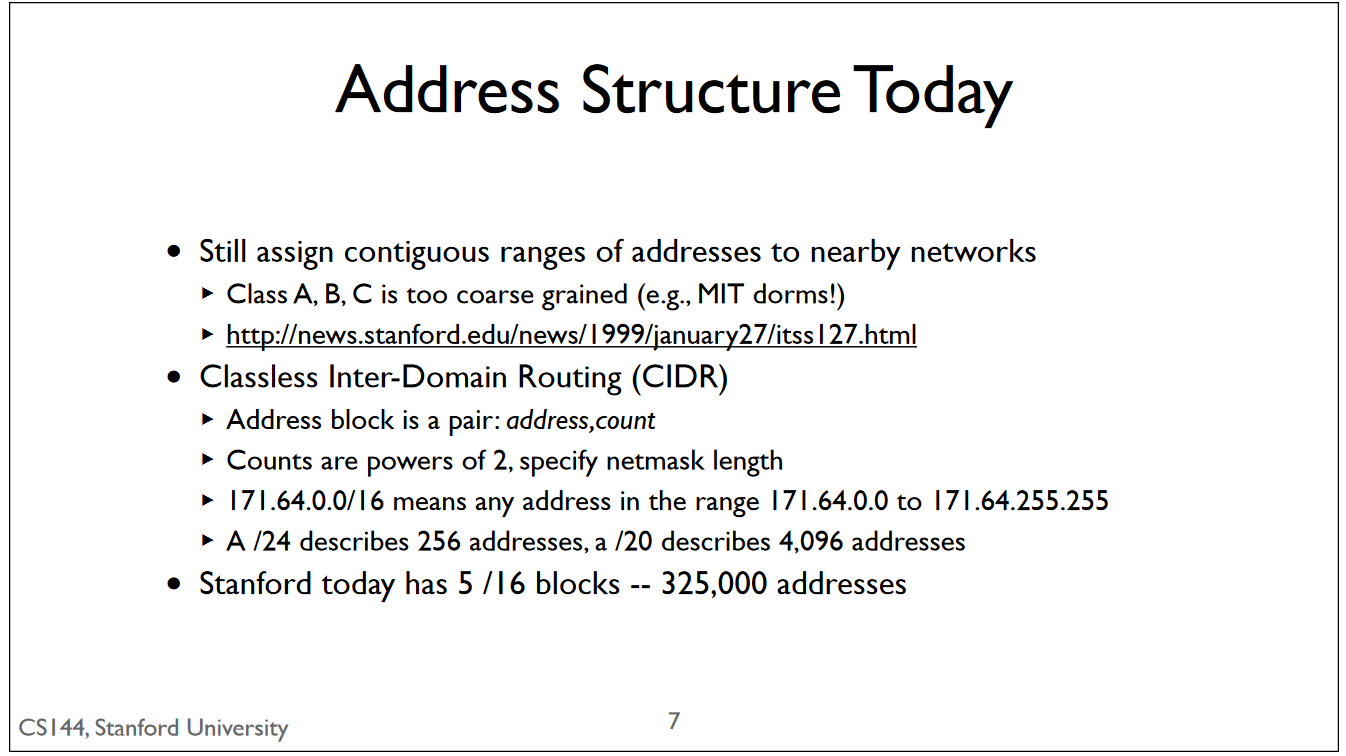 Address Structure Today
• Still assign contiguous ranges of addresses to nearby networks
▸ Class A, B, C is too coarse grained (e.g., MIT dorms!)
▸ http://news.stanford.edu/news/1999/january27/itss127.html
• Classless Inter-Domain Routing (CIDR)
▸ Address block is a pair: address,count
▸ Counts are powers of 2, specify netmask length
▸ 171.64.0.0/16 means any address in the range 171.64.0.0 to 171.64.255.255
▸ A /24 describes 256 addresses, a /20 describes 4,096 addresses
• Stanford today has 5 /16 blocks -- 325,000 addresses
CS144, Stanford University
7